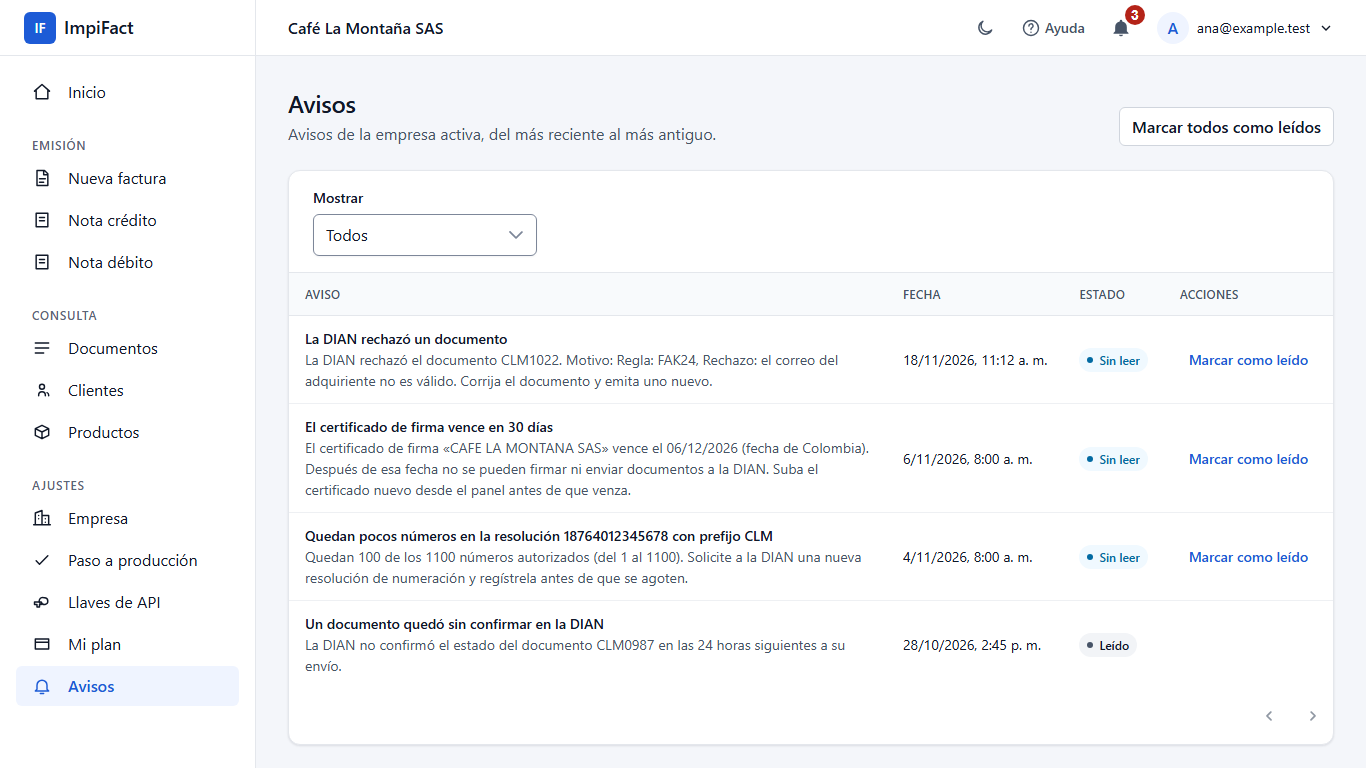 IF ImpiFact
Café La Montaña SAS
Ayuda
3
A
ana@example.test
Inicio
EMISIÓN
Nueva factura
Nota crédito
Nota débito
CONSULTA
Documentos
Clientes
Productos
AJUSTES
Empresa
Paso a producción
Llaves de API
Mi plan
Avisos
Avisos
Avisos de la empresa activa, del más reciente al más antiguo.
Marcar todos como leídos
Mostrar
Todos
AVISO FECHA ESTADO ACCIONES
La DIAN rechazó un documento
La DIAN rechazó el documento CLM1022. Motivo: Regla: FAK24, Rechazo: el correo del
adquiriente no es válido. Corrija el documento y emita uno nuevo.
18/11/2026, 11:12 a. m. Sin leer Marcar como leído
El certificado de firma vence en 30 días
El certificado de firma «CAFE LA MONTANA SAS» vence el 06/12/2026 (fecha de Colombia).
Después de esa fecha no se pueden firmar ni enviar documentos a la DIAN. Suba el
certificado nuevo desde el panel antes de que venza.
6/11/2026, 8:00 a. m. Sin leer Marcar como leído
Quedan pocos números en la resolución 18764012345678 con prefijo CLM
Quedan 100 de los 1100 números autorizados (del 1 al 1100). Solicite a la DIAN una nueva
resolución de numeración y regístrela antes de que se agoten.
4/11/2026, 8:00 a. m. Sin leer Marcar como leído
Un documento quedó sin confirmar en la DIAN
La DIAN no confirmó el estado del documento CLM0987 en las 24 horas siguientes a su
envío.
28/10/2026, 2:45 p. m. Leído